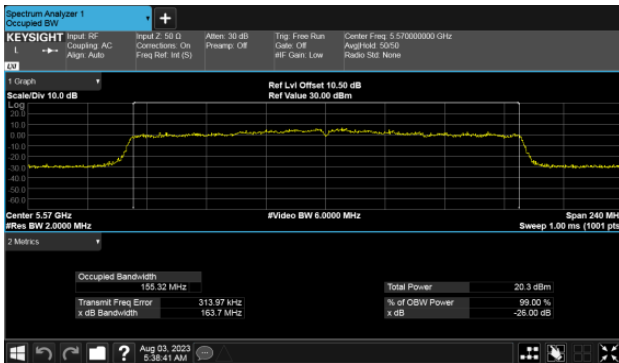 Spectrum Analyzer 1
Occupied BW
KEYSIGHT Input: RF Input Z: 50 Ω Atten: 30 dB Trig: Free Run Center Freq: 5.570000000 GHz
L Coupling: AC Corrections: On Preamp: Off Gate: Off Avg|Hold: 50/50
Align: Auto Freq Ref: Int (S) #IF Gain: Low Radio Std: None
LXI
1 Graph
Ref Lvl Offset 10.50 dB
Scale/Div 10.0 dB Ref Value 30.00 dBm
Log
20.0
10.0
0.00
-10.0
-20.0
-30.0
-40.0
-50.0
-60.0
Center 5.57 GHz #Video BW 6.0000 MHz Span 240 MH
#Res BW 2.0000 MHz Sweep 1.00 ms (1001 pts
2 Metrics
Occupied Bandwidth
155.32 MHz Total Power 20.3 dBm
Transmit Freq Error 313.97 kHz % of OBW Power 99.00 %
x dB Bandwidth 163.7 MHz x dB -26.00 dB
? Aug 03, 2023
5:38:41 AM